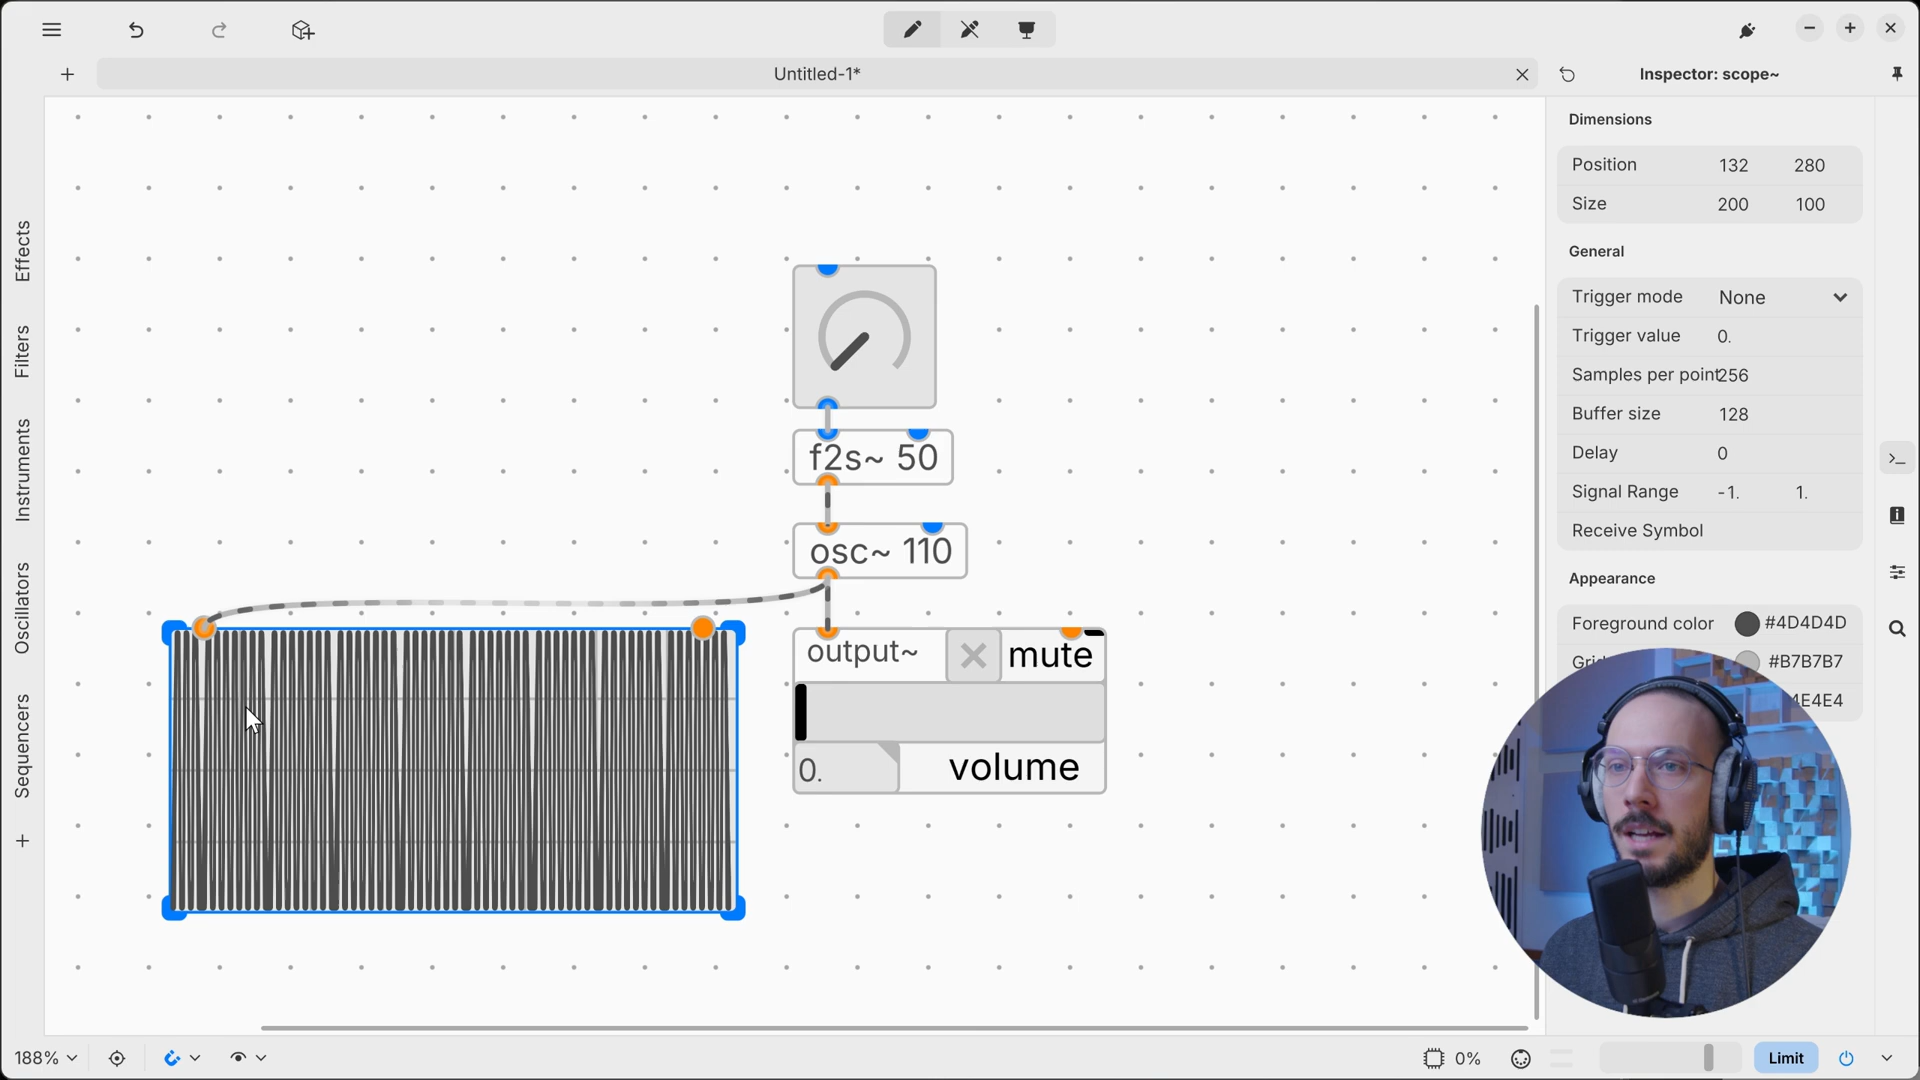 Untitled-1*
Inspector: scope~
Dimensions
Position 132 280
Size 200 100
General
Trigger mode None
Trigger value 0.
Samples per point 256
Buffer size 128
Delay 0
Signal Range -1. 1.
Receive Symbol
Appearance
Foreground color #4D4D4D
#B7B7B7
Effects
Filters
Instruments
Oscillators
Sequencers
f2s~ 50
osc~ 110
output~ mute
0. volume
188%
0%
Limit